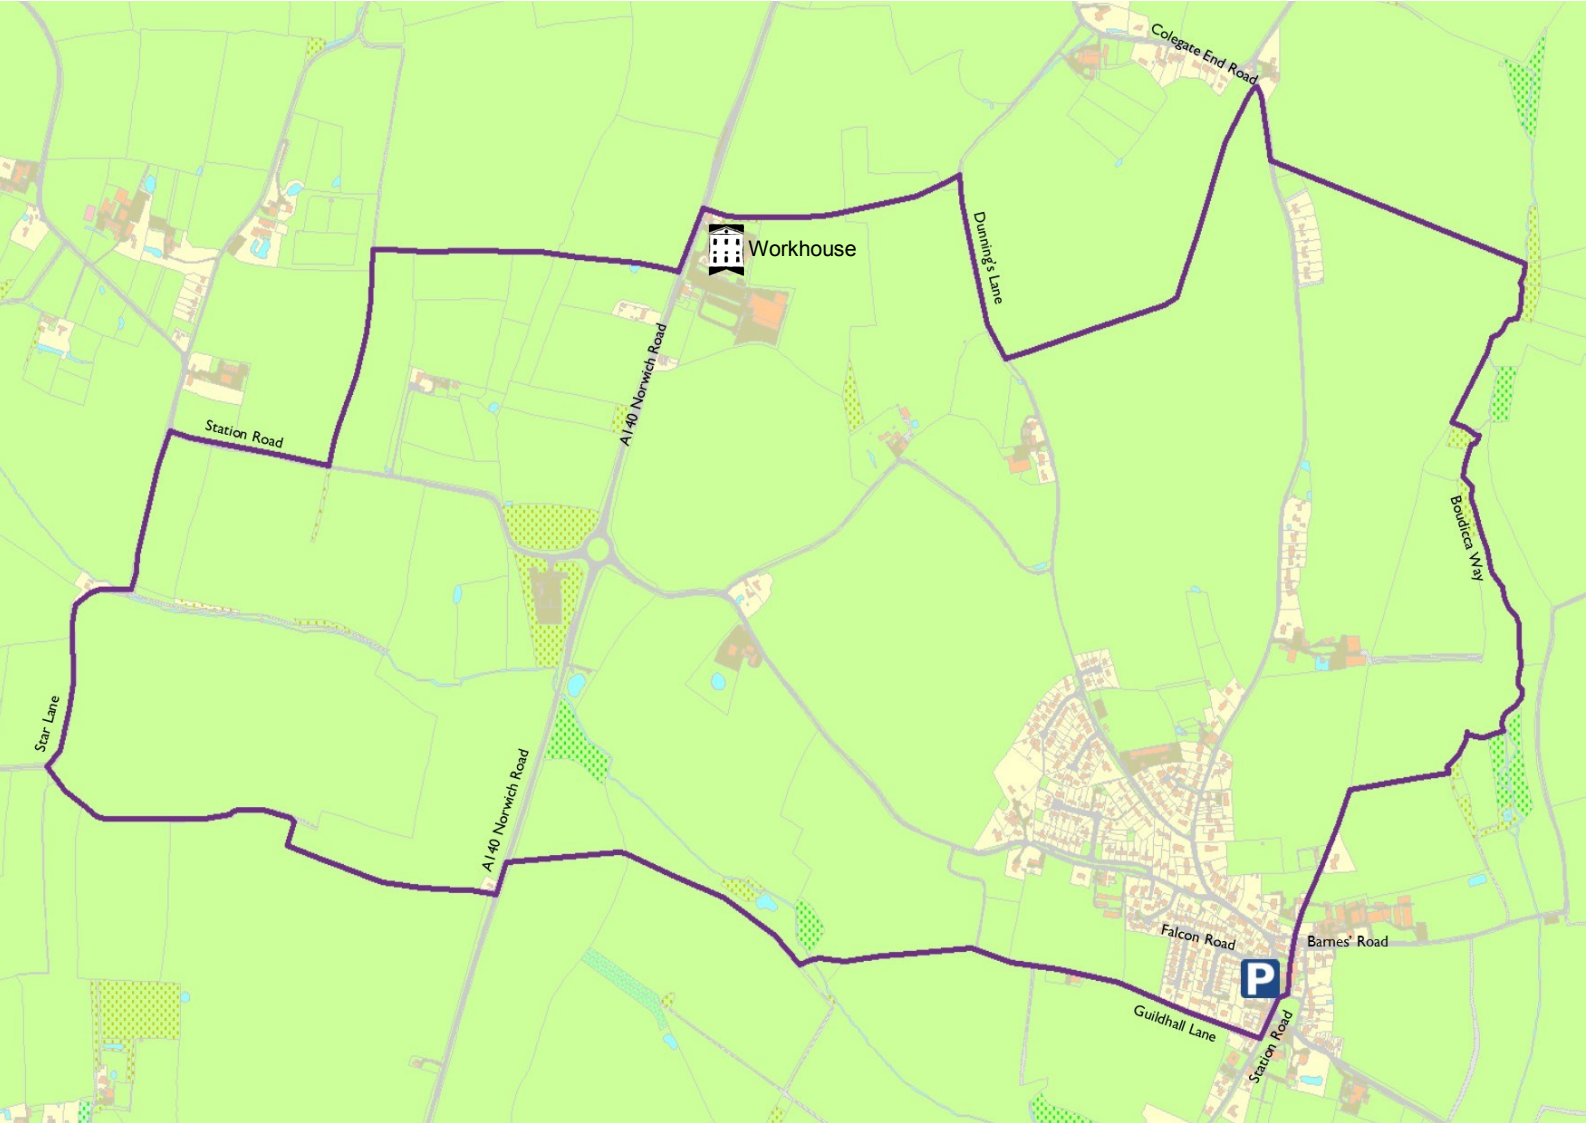 Colegate End Road
Dunning's Lane
Workhouse
A140 Norwich Road
Station Road
Boudicca Way
Star Lane
A140 Norwich Road
Falcon Road
Barnes' Road
P
Guildhall Lane
Station Road